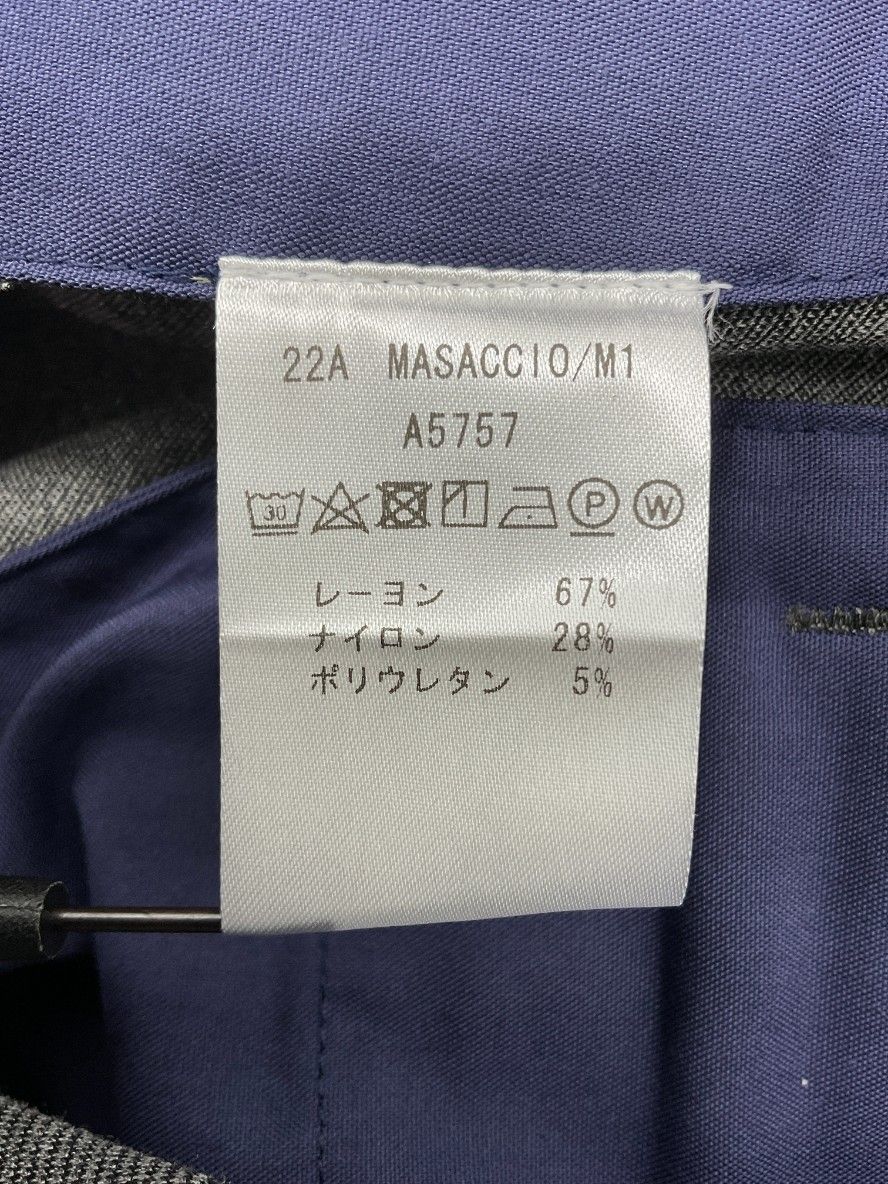 22A MASACCIO/M1
A5757
30 P W
レーヨン 67%
ナイロン 28%
ポリウレタン 5%